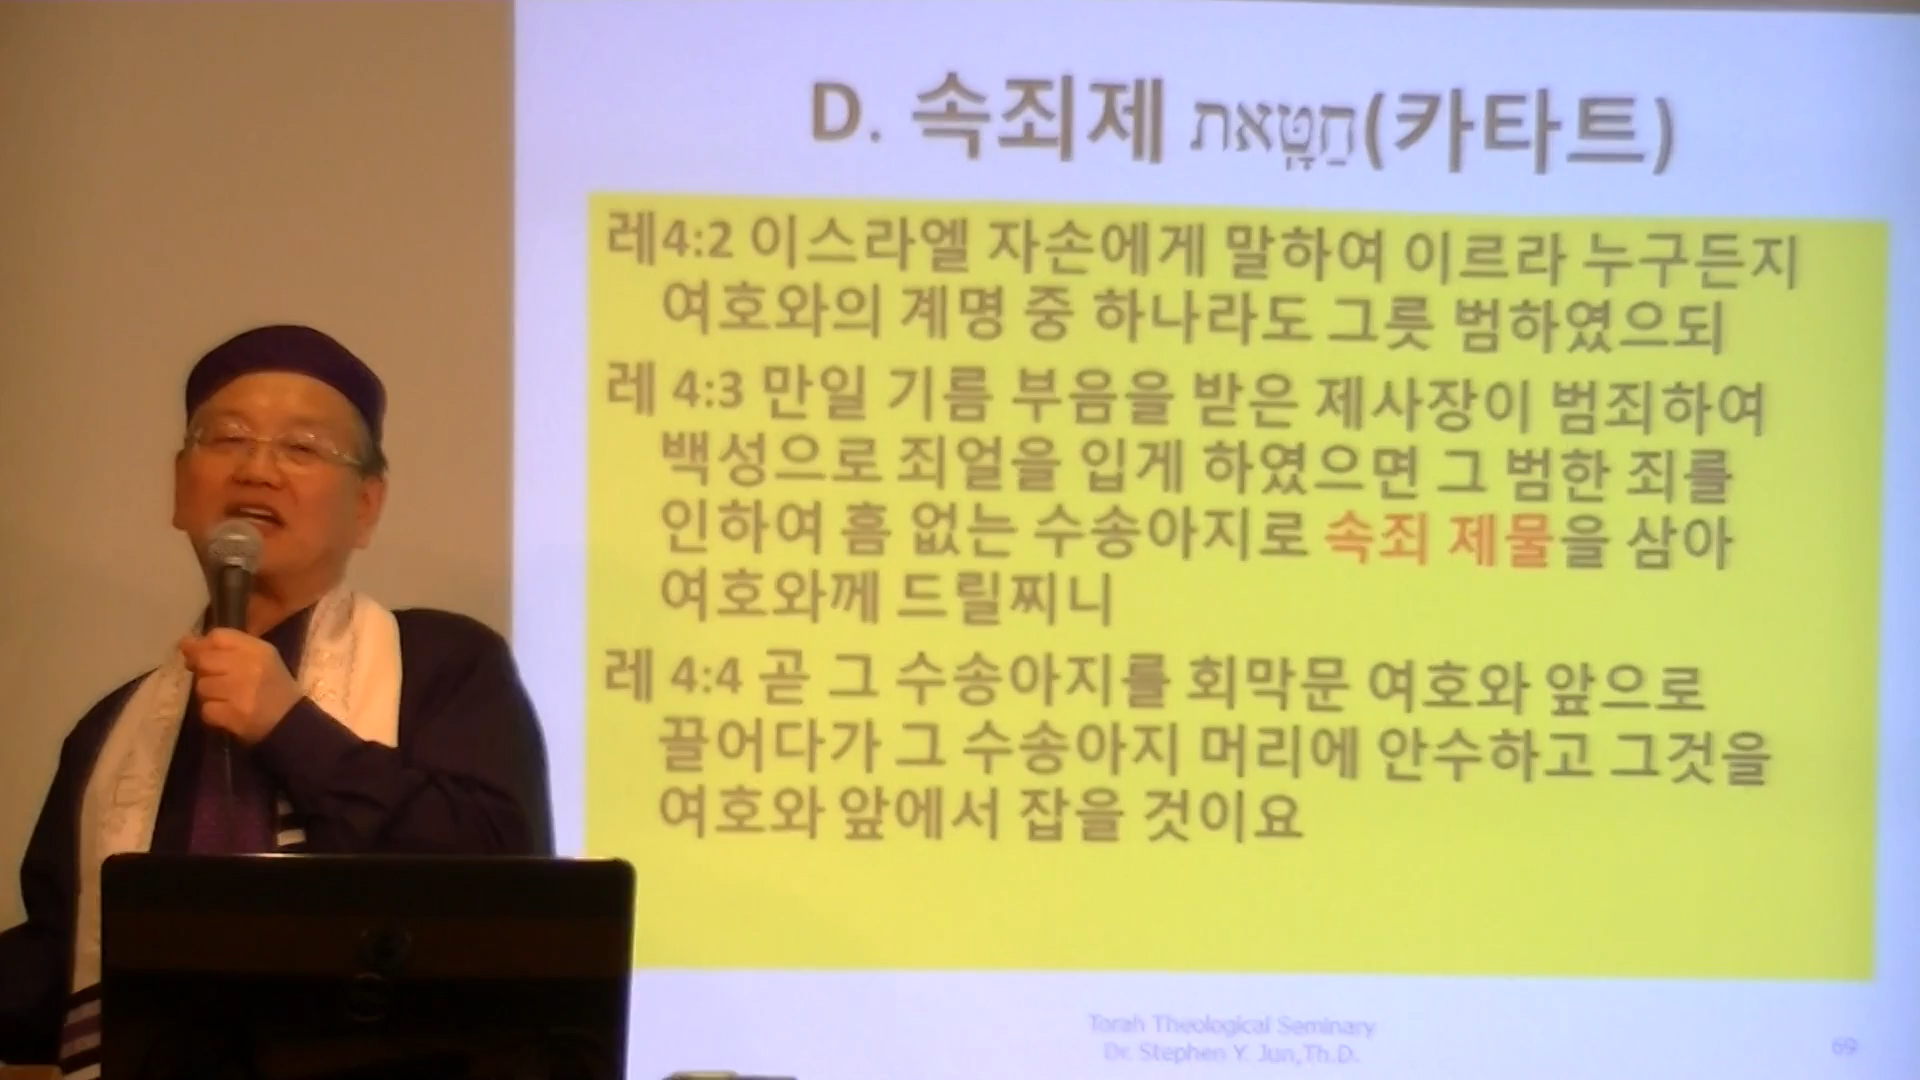 D. 속죄제 חַטָּאת(카타트)
레4:2 이스라엘 자손에게 말하여 이르라 누구든지
여호와의 계명 중 하나라도 그릇 범하였으되
레 4:3 만일 기름 부음을 받은 제사장이 범죄하여
백성으로 죄얼을 입게 하였으면 그 범한 죄를
인하여 흠 없는 수송아지로 속죄 제물을 삼아
여호와께 드릴찌니
레 4:4 곧 그 수송아지를 회막문 여호와 앞으로
끌어다가 그 수송아지 머리에 안수하고 그것을
여호와 앞에서 잡을 것이요
Torah Theological Seminary
Dr. Stephen Y. Jun,Th.D.
69